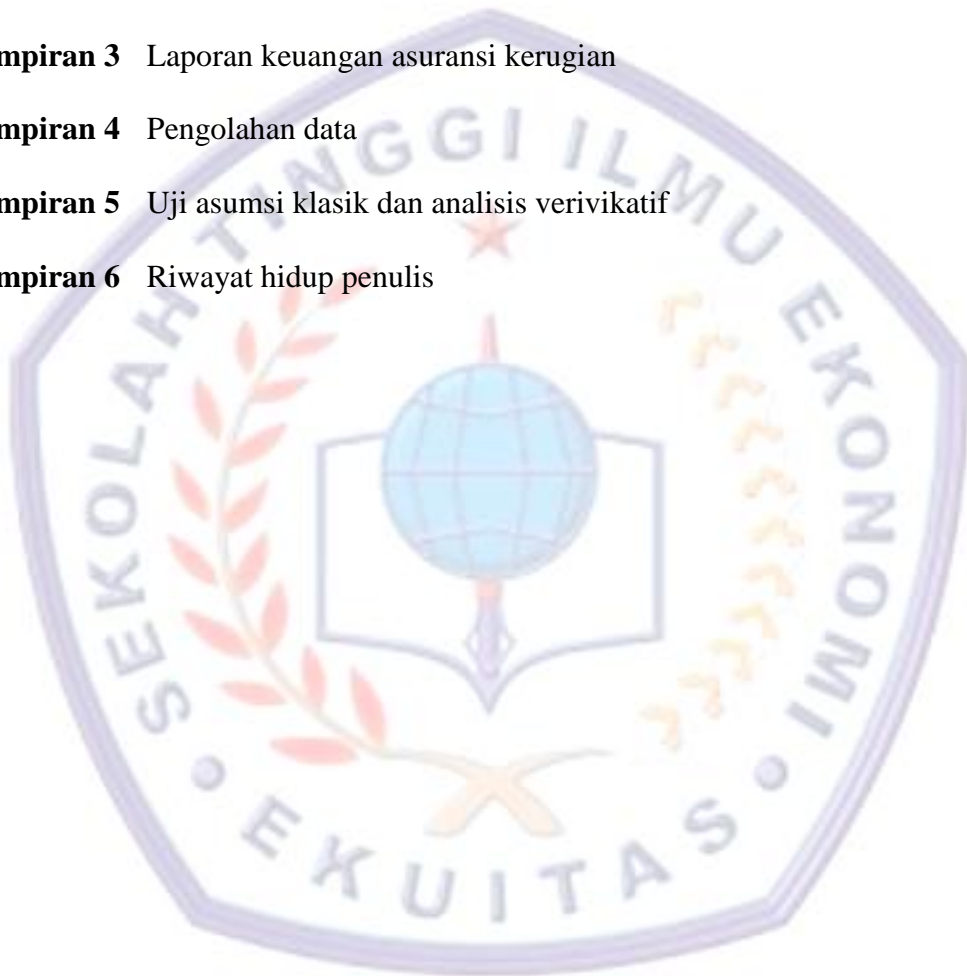 mpiran 3 Laporan keuangan asuransi kerugian
mpiran 4 Pengolahan data
mpiran 5 Uji asumsi klasik dan analisis verivikatif
mpiran 6 Riwayat hidup penulis
SEKOLAH TINGGI ILMU EKONOMI
• EKUITAS •